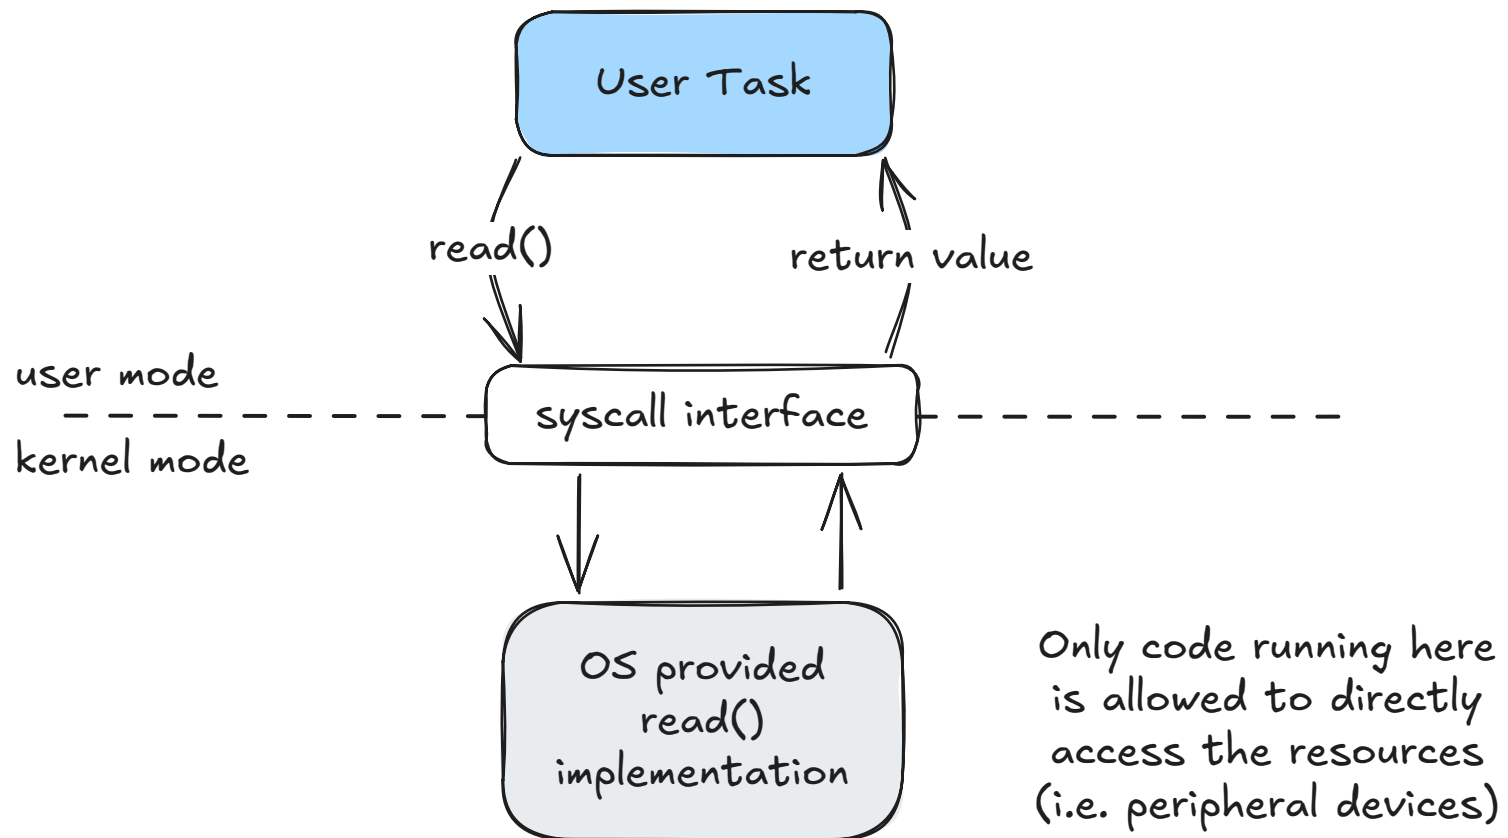 User Task
read()
return value
user mode
syscall interface
kernel mode
OS provided
read()
implementation
Only code running here
is allowed to directly
access the resources
(i.e. peripheral devices)